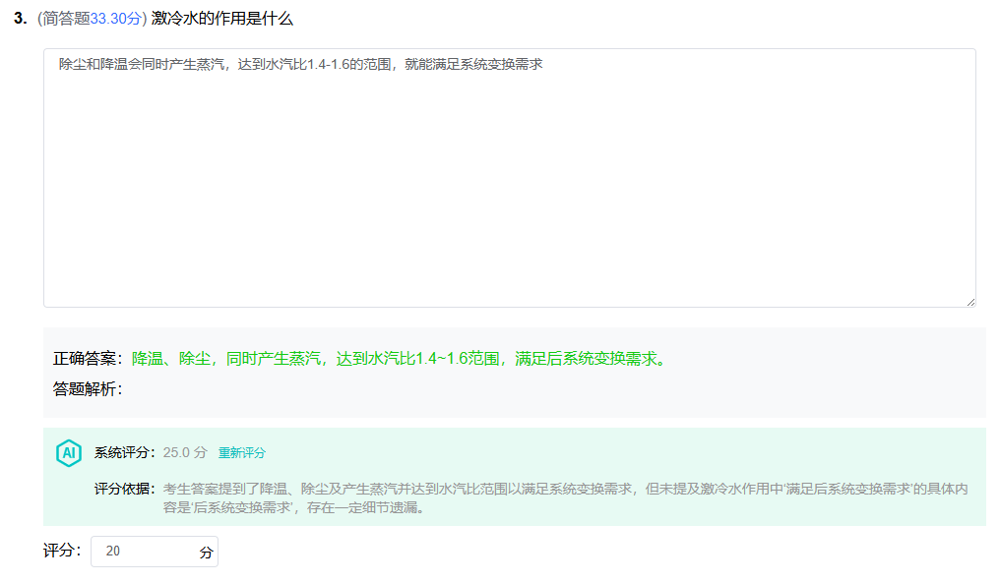 3. (简答题33.30分) 激冷水的作用是什么
除尘和降温会同时产生蒸汽，达到水汽比1.4-1.6的范围，就能满足系统变换需求
正确答案：降温、除尘，同时产生蒸汽，达到水汽比1.4~1.6范围，满足后系统变换需求。
答题解析：
AI 系统评分：25.0 分 重新评分
评分依据：考生答案提到了降温、除尘及产生蒸汽并达到水汽比范围以满足系统变换需求，但未提及激冷水作用中‘满足后系统变换需求’的具体内
容是‘后系统变换需求’，存在一定细节遗漏。
评分：20 分